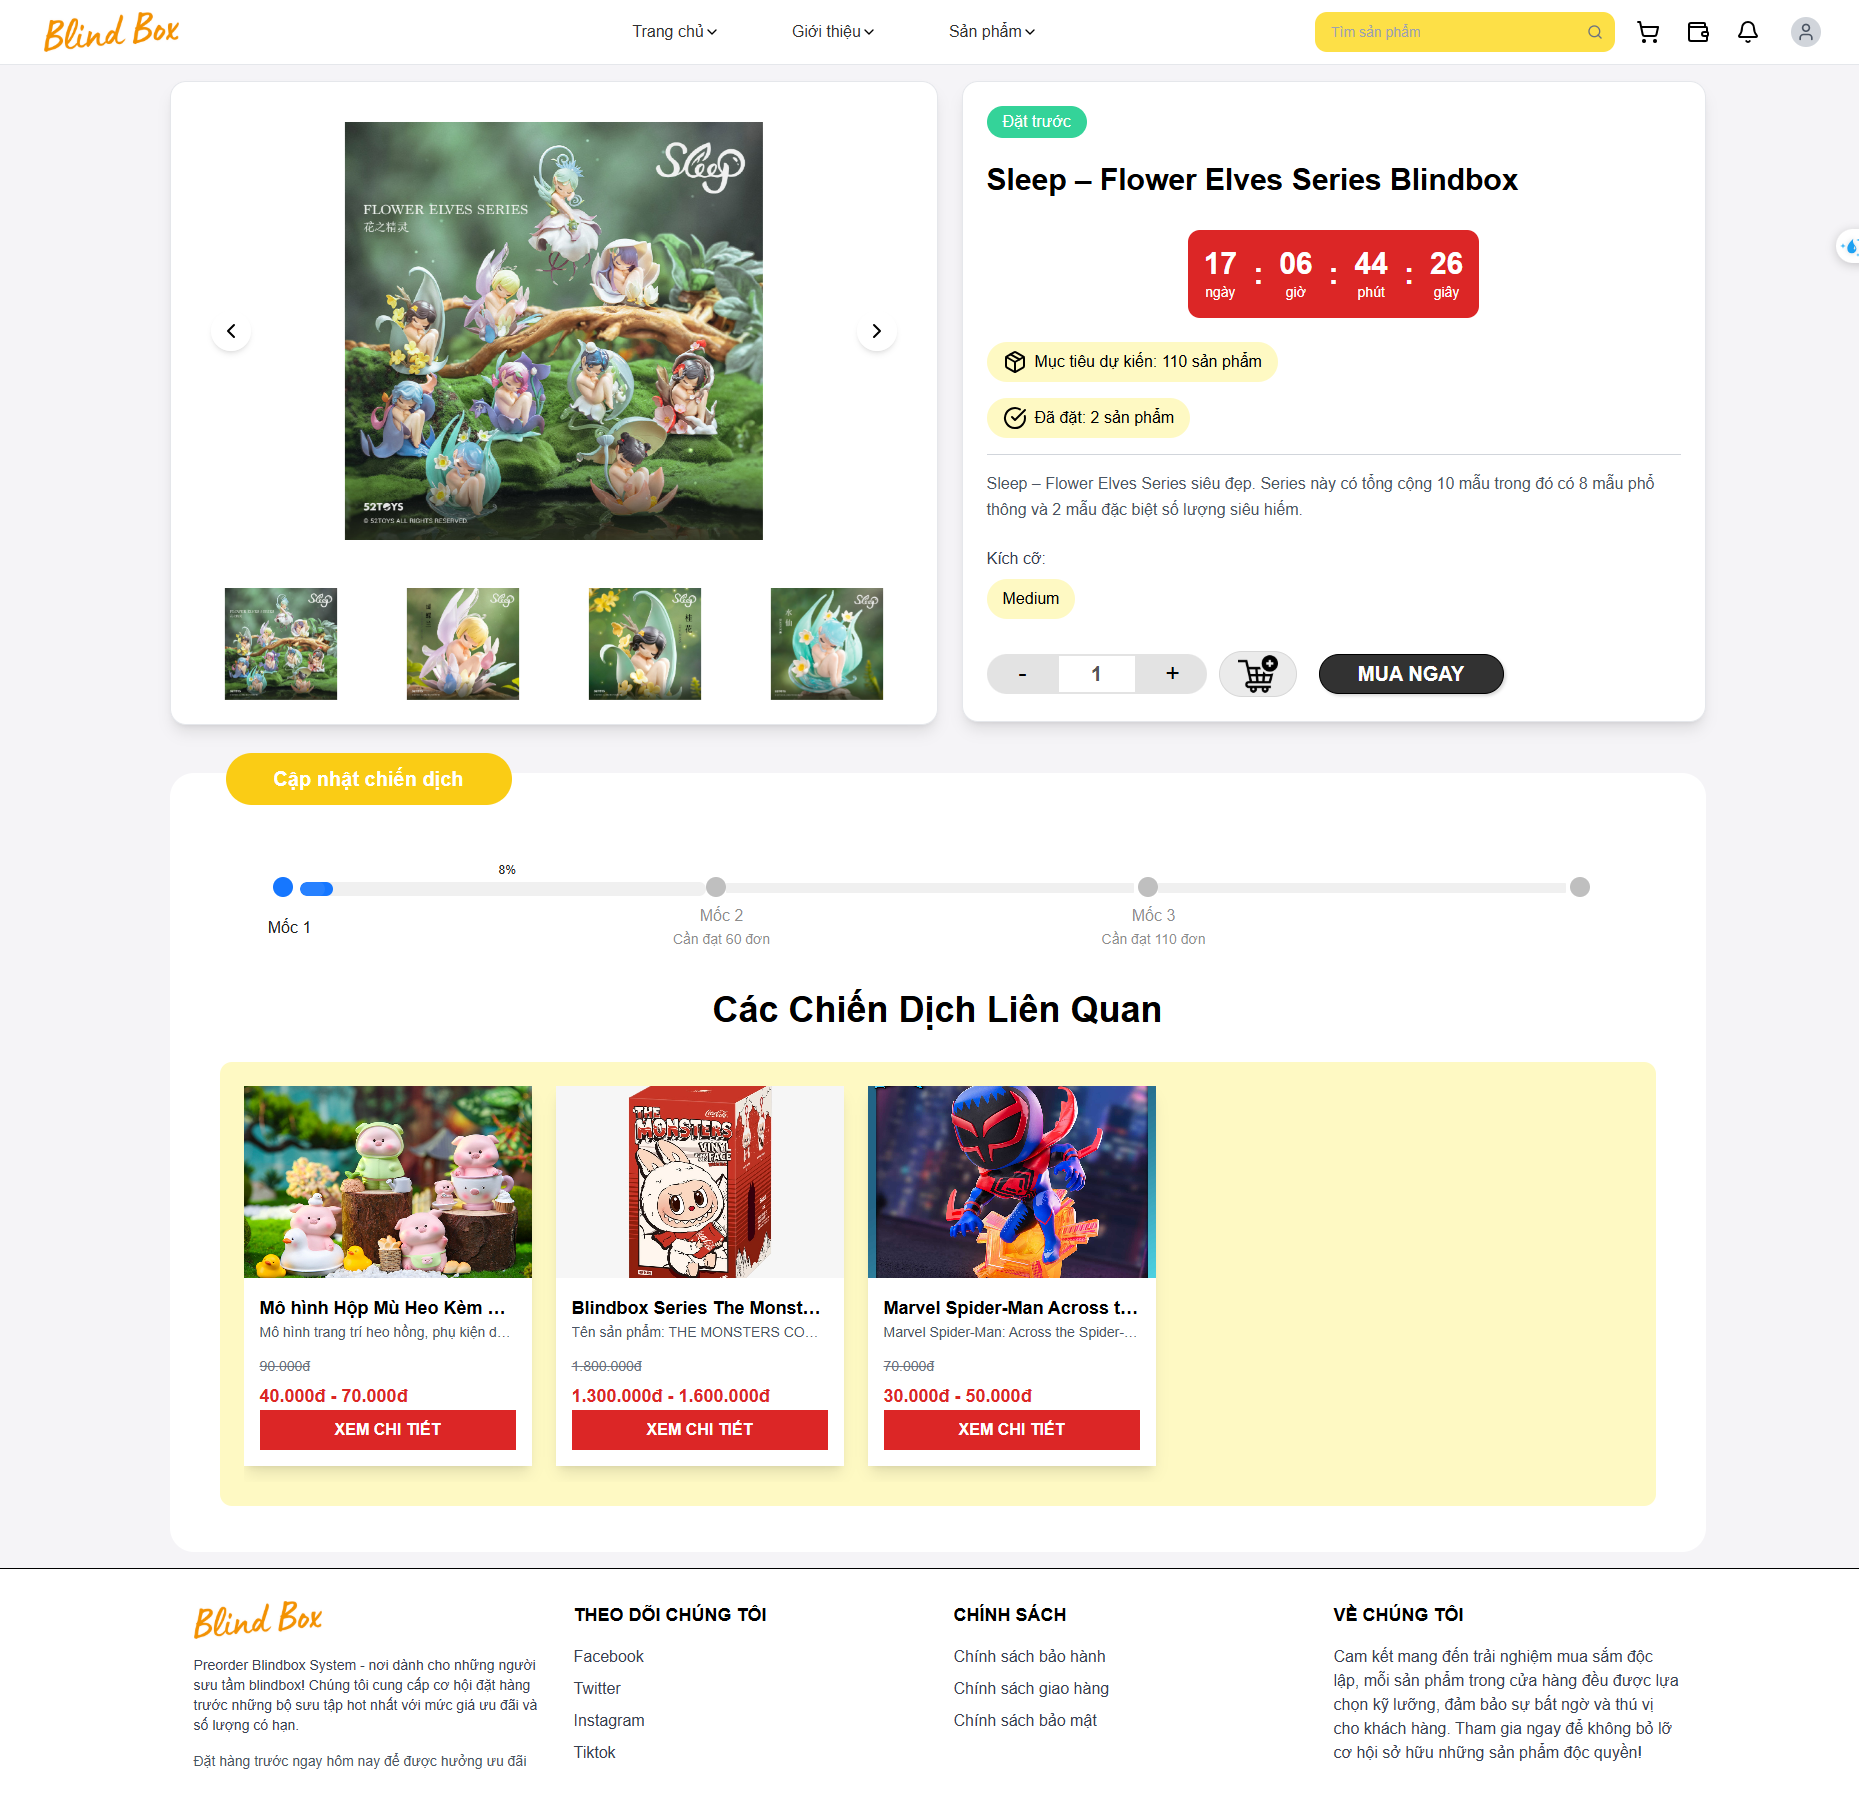 Blind Box
Trang chủ
Giới thiệu
Sản phẩm
Tìm sản phẩm
Sleep
FLOWER ELVES SERIES
花之精灵
52TOYS
© 52TOYS ALL RIGHTS RESERVED
Đặt trước
Sleep – Flower Elves Series Blindbox
17 : 06 : 44 : 26
ngày giờ phút giây
Mục tiêu dự kiến: 110 sản phẩm
Đã đặt: 2 sản phẩm
Sleep – Flower Elves Series siêu đẹp. Series này có tổng cộng 10 mẫu trong đó có 8 mẫu phổ
thông và 2 mẫu đặc biệt số lượng siêu hiếm.
Kích cỡ:
Medium
- 1 +
MUA NGAY
Sleep
Sleep
Sleep
桂花
Sleep
水仙
Cập nhật chiến dịch
8%
Mốc 1
Mốc 2
Cần đạt 60 đơn
Mốc 3
Cần đạt 110 đơn
Các Chiến Dịch Liên Quan
Mô hình Hộp Mù Heo Kèm ...
Mô hình trang trí heo hồng, phụ kiện d...
90.000đ
40.000đ - 70.000đ
XEM CHI TIẾT
Coca-Cola
THE
MONSTERS
VINYL
FACE
Blindbox Series The Monst...
Tên sản phẩm: THE MONSTERS CO...
1.800.000đ
1.300.000đ - 1.600.000đ
XEM CHI TIẾT
Marvel Spider-Man Across t...
Marvel Spider-Man: Across the Spider-...
70.000đ
30.000đ - 50.000đ
XEM CHI TIẾT
Blind Box
Preorder Blindbox System - nơi dành cho những người
sưu tầm blindbox! Chúng tôi cung cấp cơ hội đặt hàng
trước những bộ sưu tập hot nhất với mức giá ưu đãi và
số lượng có hạn.
Đặt hàng trước ngay hôm nay để được hưởng ưu đãi
THEO DÕI CHÚNG TÔI
Facebook
Twitter
Instagram
Tiktok
CHÍNH SÁCH
Chính sách bảo hành
Chính sách giao hàng
Chính sách bảo mật
VỀ CHÚNG TÔI
Cam kết mang đến trải nghiệm mua sắm độc
lập, mỗi sản phẩm trong cửa hàng đều được lựa
chọn kỹ lưỡng, đảm bảo sự bất ngờ và thú vị
cho khách hàng. Tham gia ngay để không bỏ lỡ
cơ hội sở hữu những sản phẩm độc quyền!